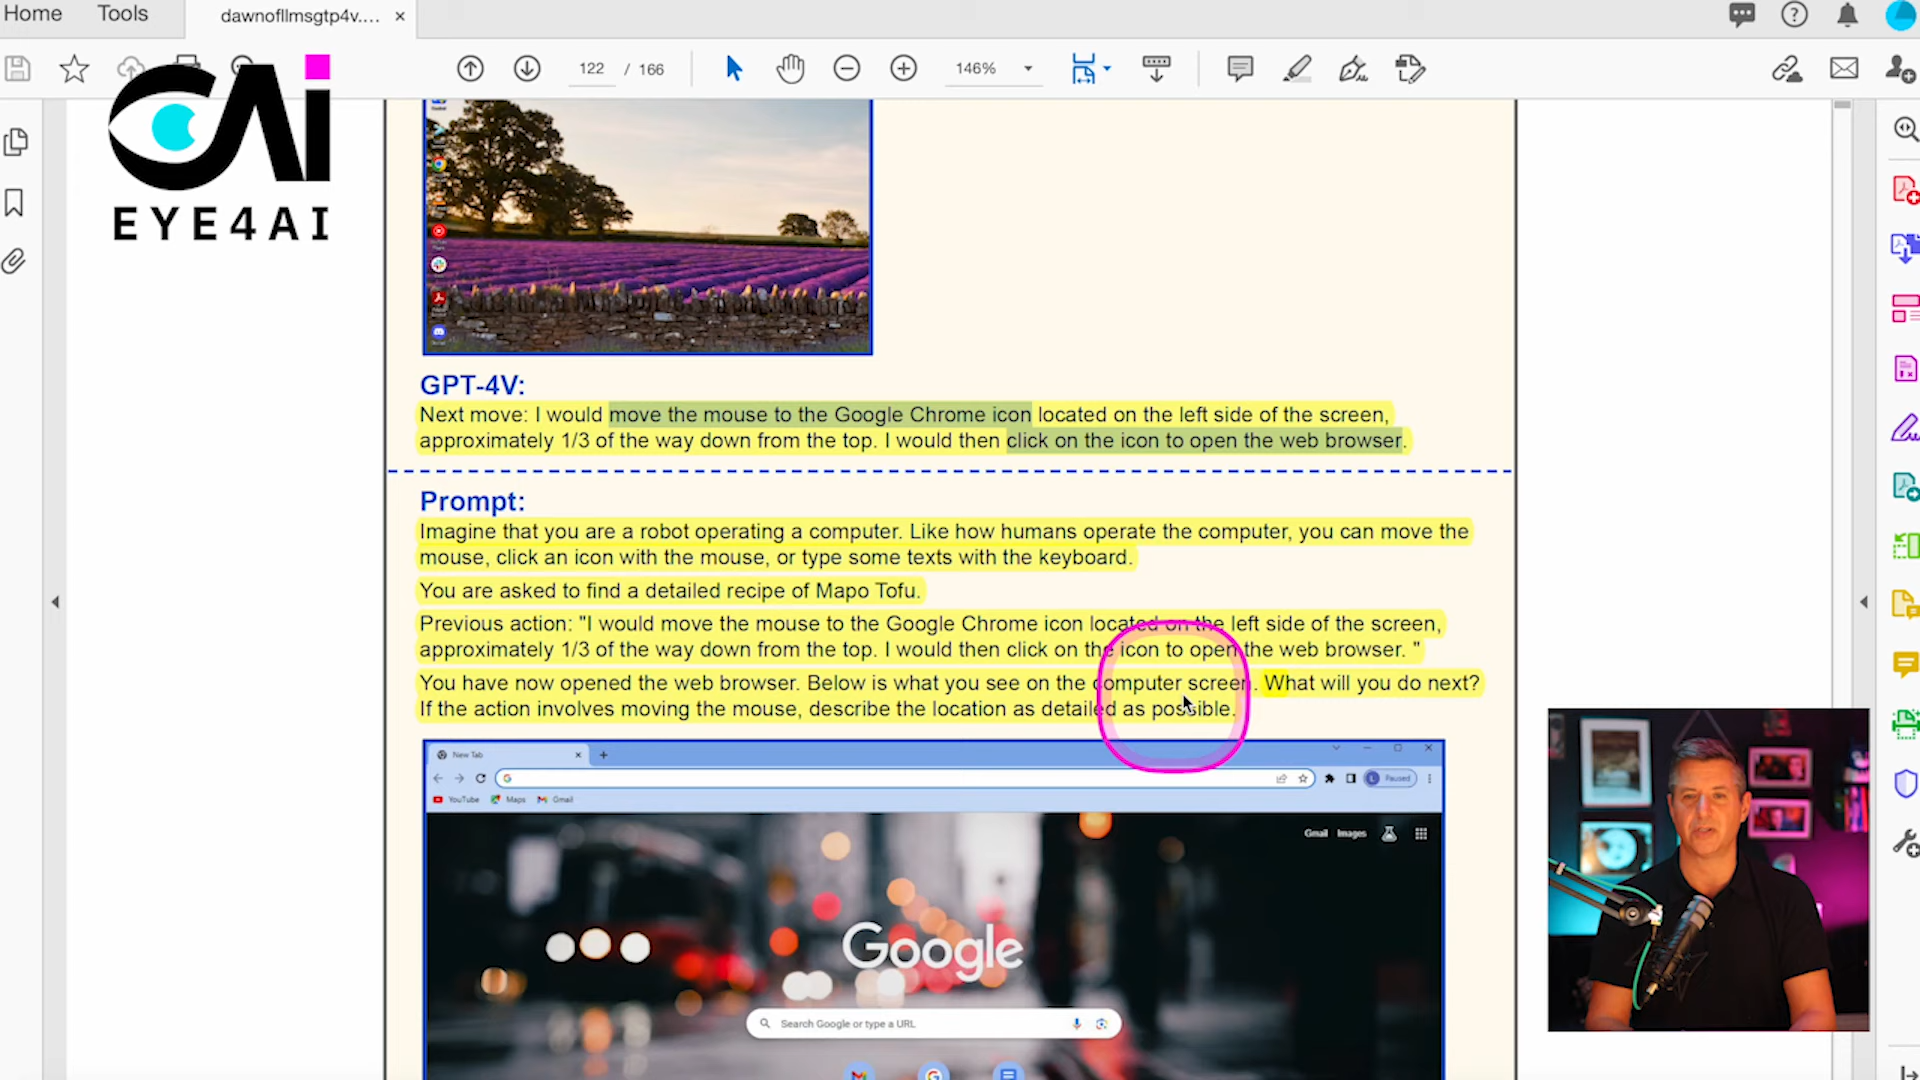 Home
Tools
dawnofllmsgtp4v....
122 / 166
146%
CAi
EYE4AI
GPT-4V:
Next move: I would move the mouse to the Google Chrome icon located on the left side of the screen,
approximately 1/3 of the way down from the top. I would then click on the icon to open the web browser.
Prompt:
Imagine that you are a robot operating a computer. Like how humans operate the computer, you can move the
mouse, click an icon with the mouse, or type some texts with the keyboard.
You are asked to find a detailed recipe of Mapo Tofu.
Previous action: "I would move the mouse to the Google Chrome icon located on the left side of the screen,
approximately 1/3 of the way down from the top. I would then click on the icon to open the web browser. "
You have now opened the web browser. Below is what you see on the computer screen. What will you do next?
If the action involves moving the mouse, describe the location as detailed as possible.
New Tab
L Paused
YouTube Maps Gmail
Gmail Images
Google
Search Google or type a URL